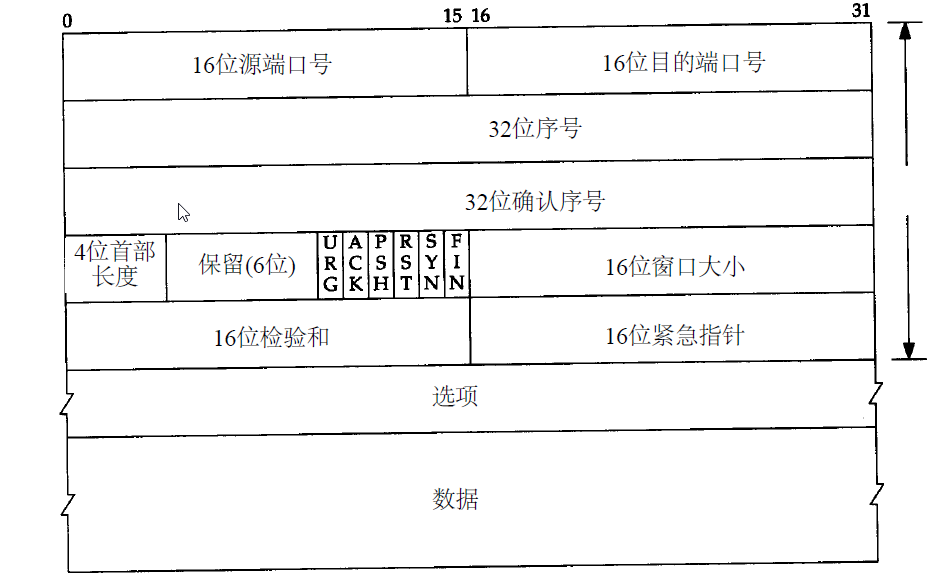 0 15 16 31
16位源端口号 16位目的端口号
32位序号
32位确认序号
4位首部
长度
保留(6位)
URG
ACK
PSH
RST
SYN
FIN
16位窗口大小
16位检验和 16位紧急指针
选项
数据